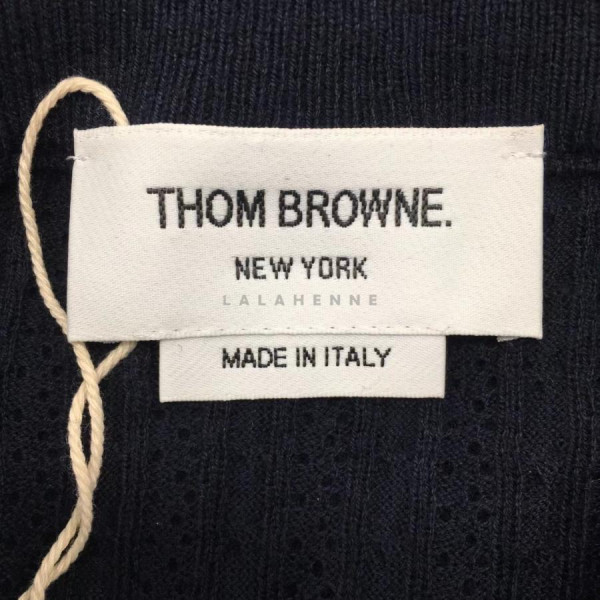 THOM BROWNE.
NEW YORK
LALAHENNE
MADE IN ITALY